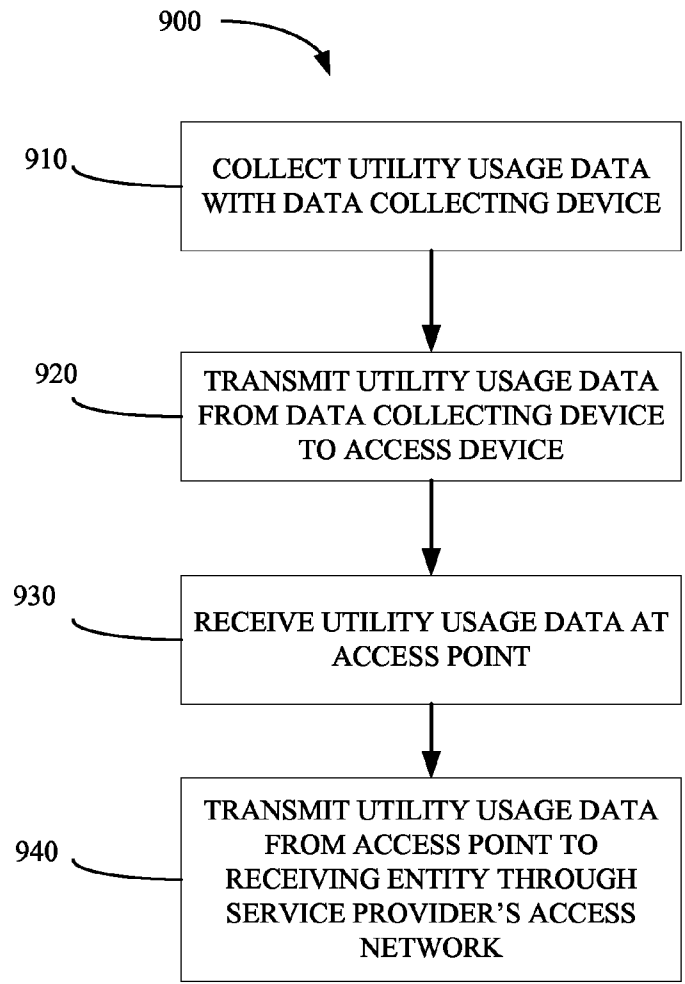 900
910
COLLECT UTILITY USAGE DATA
WITH DATA COLLECTING DEVICE
920
TRANSMIT UTILITY USAGE DATA
FROM DATA COLLECTING DEVICE
TO ACCESS DEVICE
930
RECEIVE UTILITY USAGE DATA AT
ACCESS POINT
940
TRANSMIT UTILITY USAGE DATA
FROM ACCESS POINT TO
RECEIVING ENTITY THROUGH
SERVICE PROVIDER'S ACCESS
NETWORK